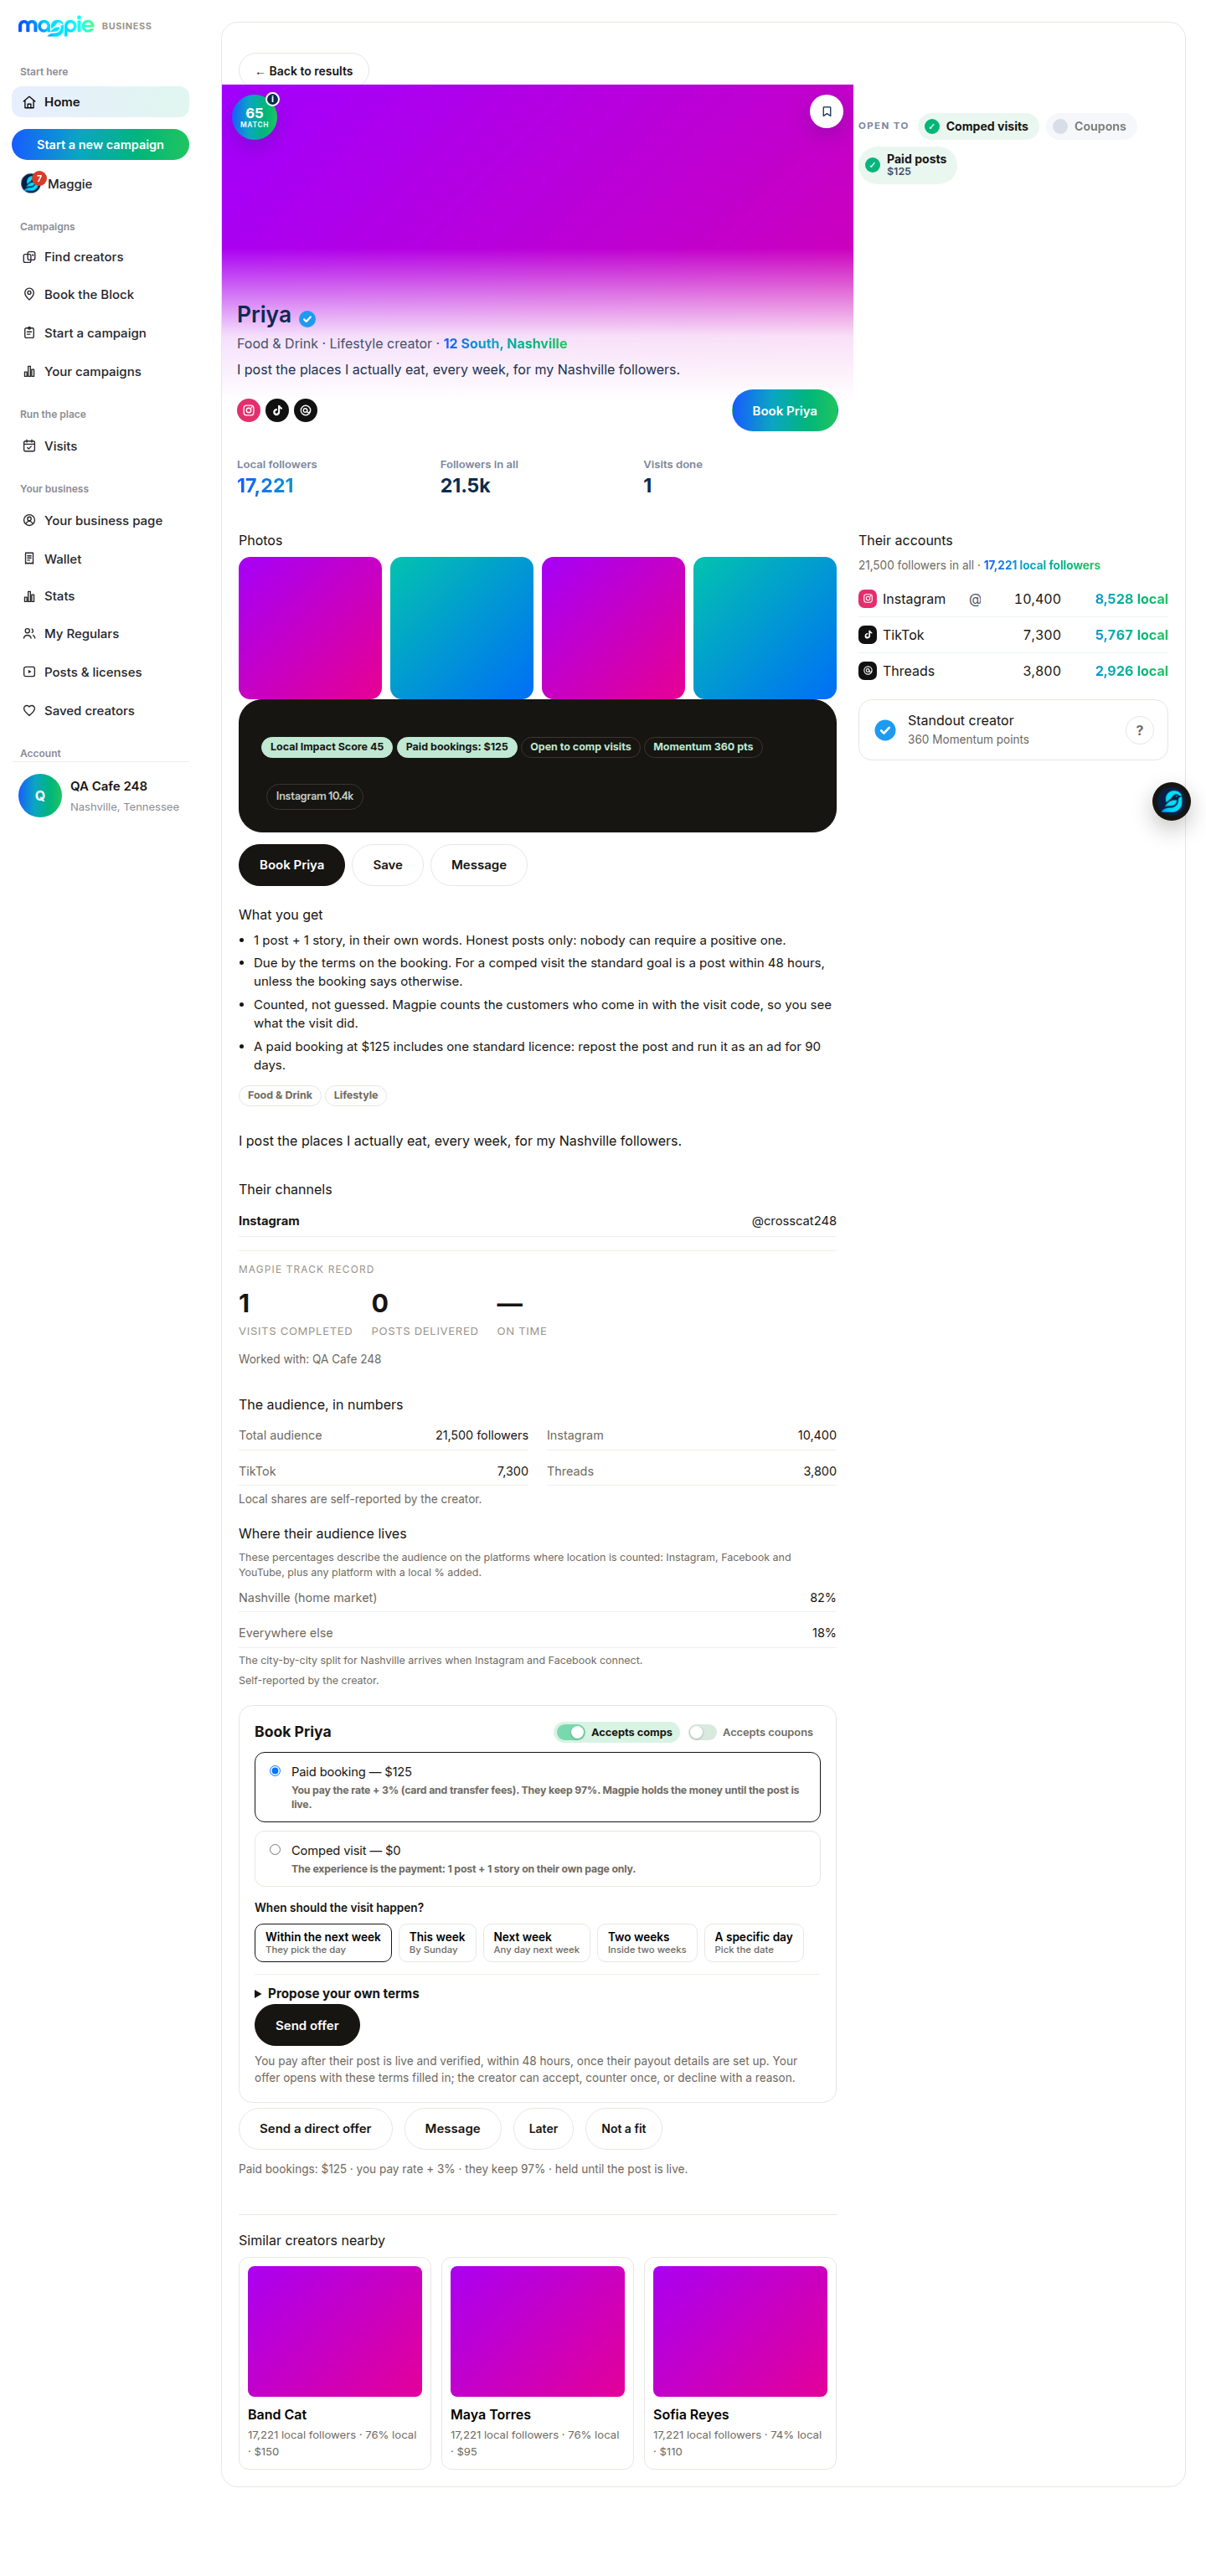 magpie BUSINESS
Start here
Home
Start a new campaign
7
Maggie
Campaigns
Find creators
Book the Block
Start a campaign
Your campaigns
Run the place
Visits
Your business
Your business page
Wallet
Stats
My Regulars
Posts & licenses
Saved creators
Account
Q
QA Cafe 248
Nashville, Tennessee
← Back to results
65
MATCH
i
OPEN TO
Comped visits
Coupons
Paid posts
$125
Priya
Food & Drink · Lifestyle creator · 12 South, Nashville
I post the places I actually eat, every week, for my Nashville followers.
Book Priya
Local followers
17,221
Followers in all
21.5k
Visits done
1
Photos
Their accounts
21,500 followers in all · 17,221 local followers
Instagram @ 10,400 8,528 local
TikTok 7,300 5,767 local
Threads 3,800 2,926 local
Standout creator
360 Momentum points
?
Local Impact Score 45
Paid bookings: $125
Open to comp visits
Momentum 360 pts
Instagram 10.4k
Book Priya
Save
Message
What you get
• 1 post + 1 story, in their own words. Honest posts only: nobody can require a positive one.
• Due by the terms on the booking. For a comped visit the standard goal is a post within 48 hours,
unless the booking says otherwise.
• Counted, not guessed. Magpie counts the customers who come in with the visit code, so you see
what the visit did.
• A paid booking at $125 includes one standard licence: repost the post and run it as an ad for 90
days.
Food & Drink
Lifestyle
I post the places I actually eat, every week, for my Nashville followers.
Their channels
Instagram @crosscat248
MAGPIE TRACK RECORD
1 0 —
VISITS COMPLETED POSTS DELIVERED ON TIME
Worked with: QA Cafe 248
The audience, in numbers
Total audience 21,500 followers Instagram 10,400
TikTok 7,300 Threads 3,800
Local shares are self-reported by the creator.
Where their audience lives
These percentages describe the audience on the platforms where location is counted: Instagram, Facebook and
YouTube, plus any platform with a local % added.
Nashville (home market) 82%
Everywhere else 18%
The city-by-city split for Nashville arrives when Instagram and Facebook connect.
Self-reported by the creator.
Book Priya
Accepts comps
Accepts coupons
Paid booking — $125
You pay the rate + 3% (card and transfer fees). They keep 97%. Magpie holds the money until the post is
live.
Comped visit — $0
The experience is the payment: 1 post + 1 story on their own page only.
When should the visit happen?
Within the next week
They pick the day
This week
By Sunday
Next week
Any day next week
Two weeks
Inside two weeks
A specific day
Pick the date
▶ Propose your own terms
Send offer
You pay after their post is live and verified, within 48 hours, once their payout details are set up. Your
offer opens with these terms filled in; the creator can accept, counter once, or decline with a reason.
Send a direct offer
Message
Later
Not a fit
Paid bookings: $125 · you pay rate + 3% · they keep 97% · held until the post is live.
Similar creators nearby
Band Cat
17,221 local followers · 76% local
· $150
Maya Torres
17,221 local followers · 76% local
· $95
Sofia Reyes
17,221 local followers · 74% local
· $110